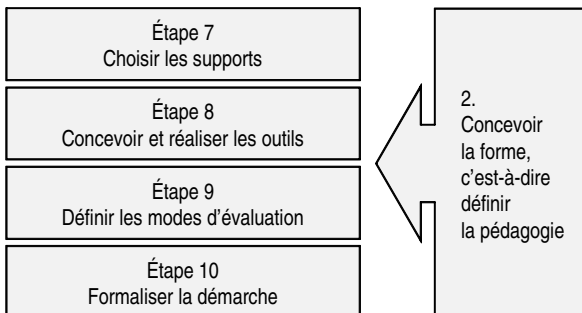 Étape 7
Choisir les supports
Étape 8
Concevoir et réaliser les outils
Étape 9
Définir les modes d'évaluation
Étape 10
Formaliser la démarche
2.
Concevoir
la forme,
c'est-à-dire
définir
la pédagogie